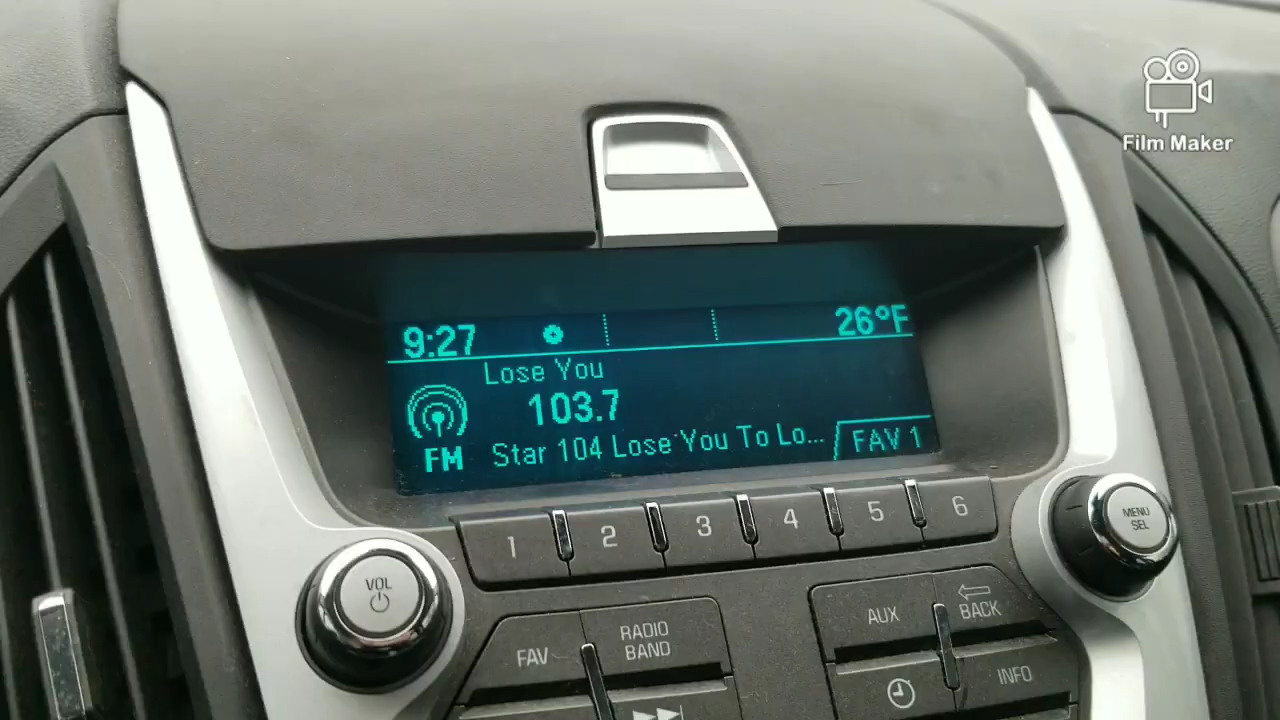 Film Maker
9:27 26°F
Lose You
103.7
FM Star 104 Lose You To Lo... FAV 1
1 2 3 4 5 6
MENU
SEL
VOL
FAV RADIO BAND AUX BACK
INFO